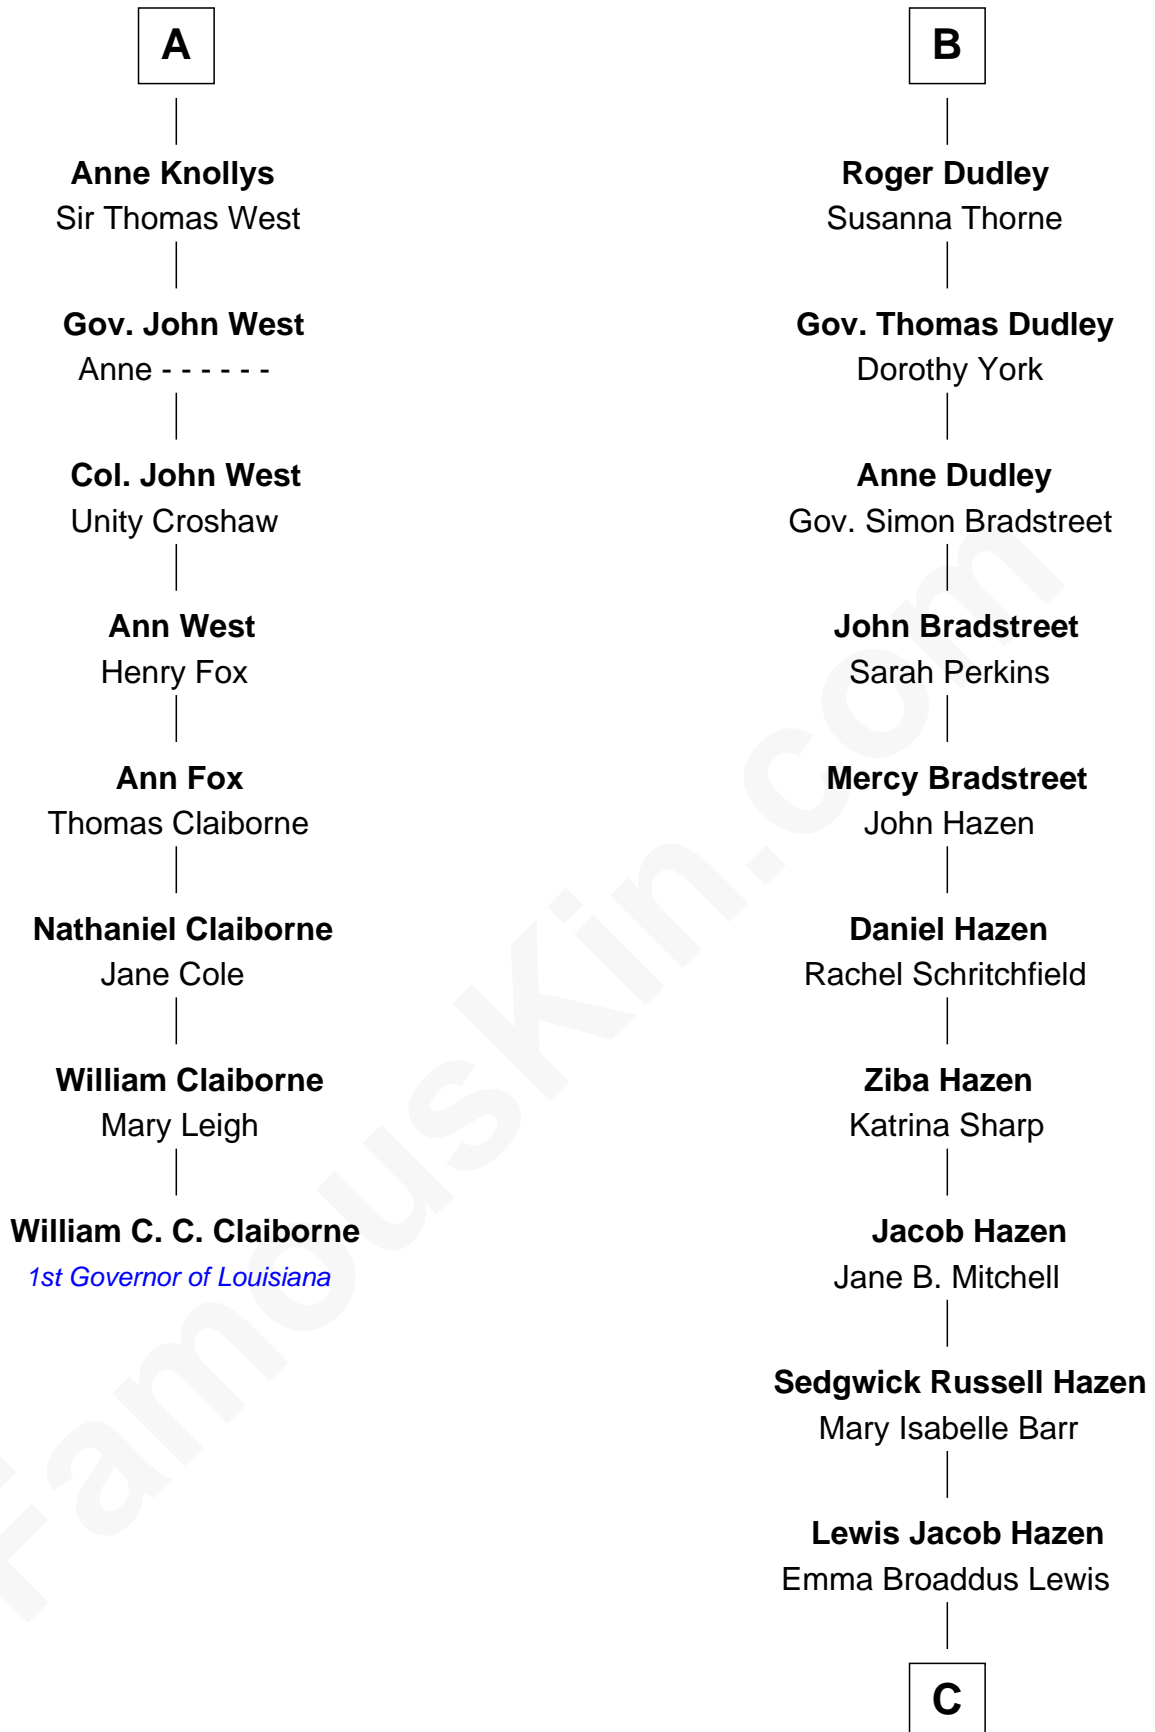 A
Anne Knollys
Sir Thomas West
Gov. John West
Anne - - - - - -
Col. John West
Unity Croshaw
Ann West
Henry Fox
Ann Fox
Thomas Claiborne
Nathaniel Claiborne
Jane Cole
William Claiborne
Mary Leigh
William C. C. Claiborne
1st Governor of Louisiana
B
Roger Dudley
Susanna Thorne
Gov. Thomas Dudley
Dorothy York
Anne Dudley
Gov. Simon Bradstreet
John Bradstreet
Sarah Perkins
Mercy Bradstreet
John Hazen
Daniel Hazen
Rachel Schritchfield
Ziba Hazen
Katrina Sharp
Jacob Hazen
Jane B. Mitchell
Sedgwick Russell Hazen
Mary Isabelle Barr
Lewis Jacob Hazen
Emma Broaddus Lewis
C
FamousKin.com